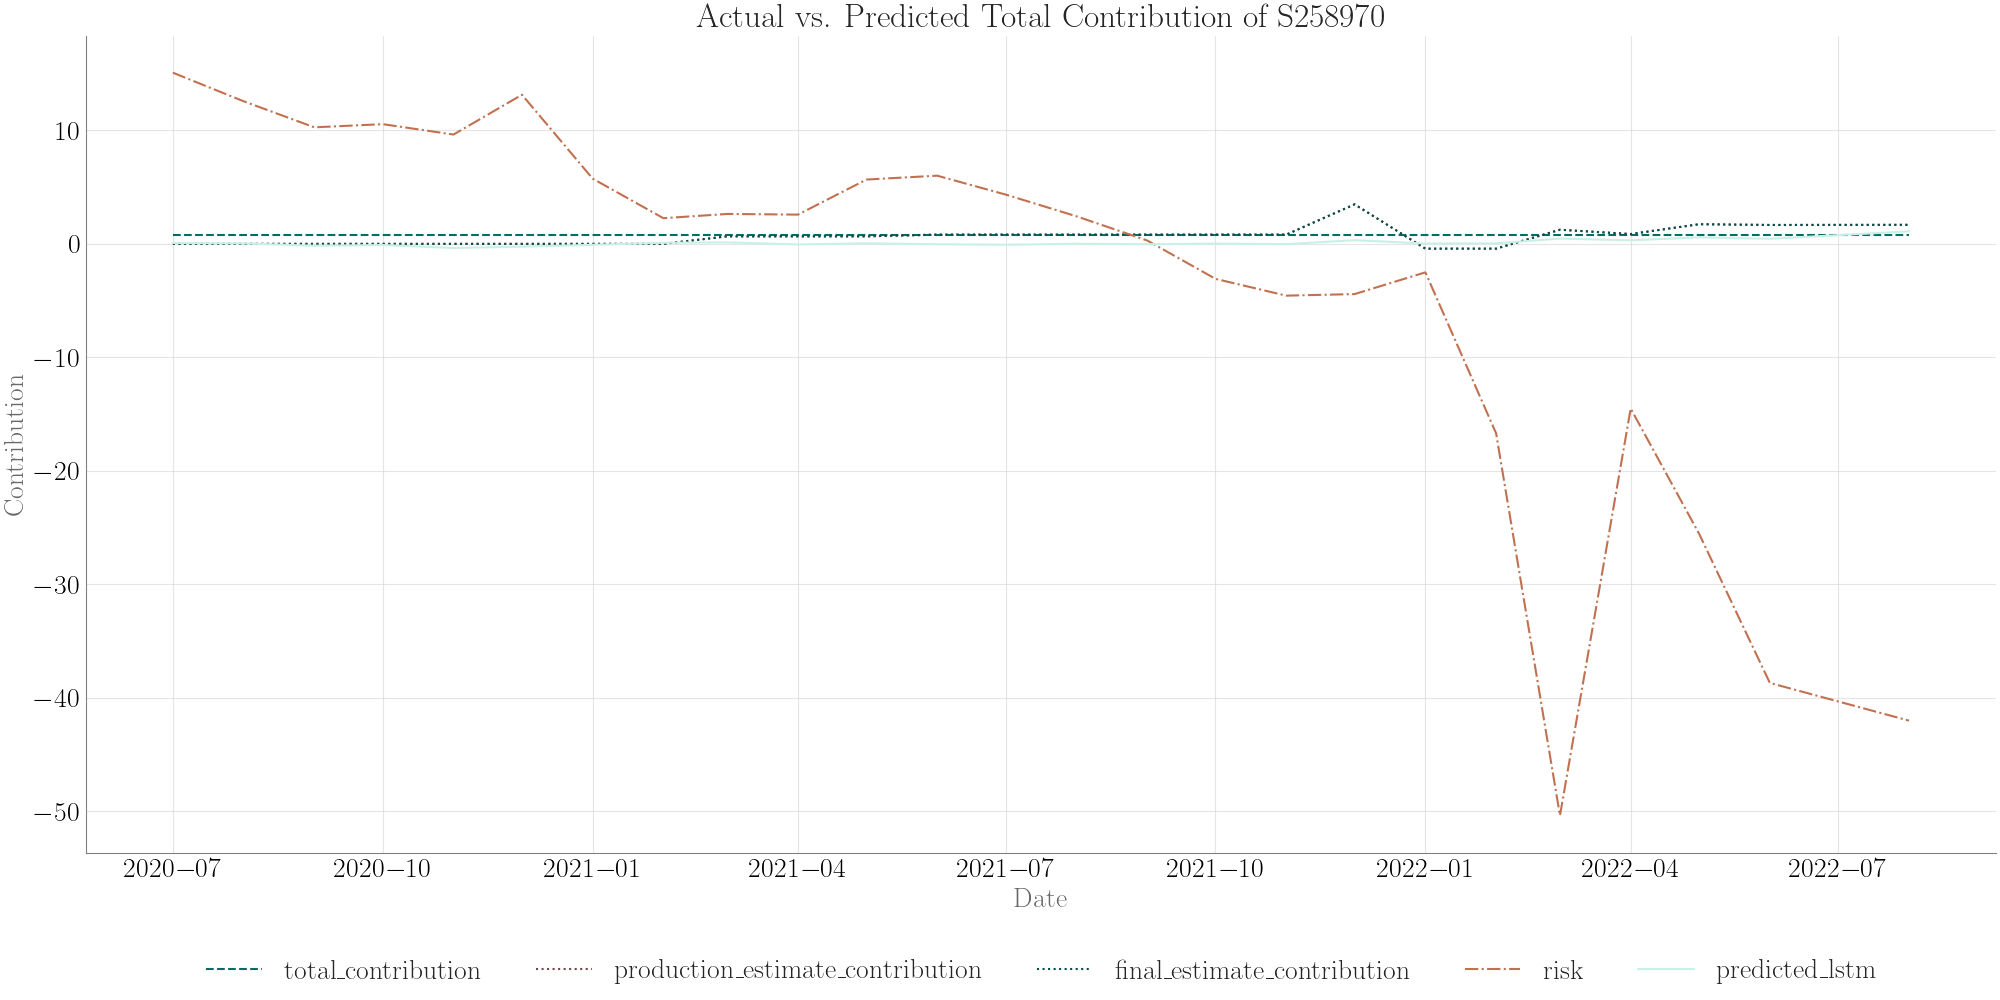 Actual vs. Predicted Total Contribution of S258970
10
0
−10
−20
−30
−40
−50
Contribution
2020−07 2020−10 2021−01 2021−04 2021−07 2021−10 2022−01 2022−04 2022−07
Date
total_contribution production_estimate_contribution final_estimate_contribution risk predicted_lstm